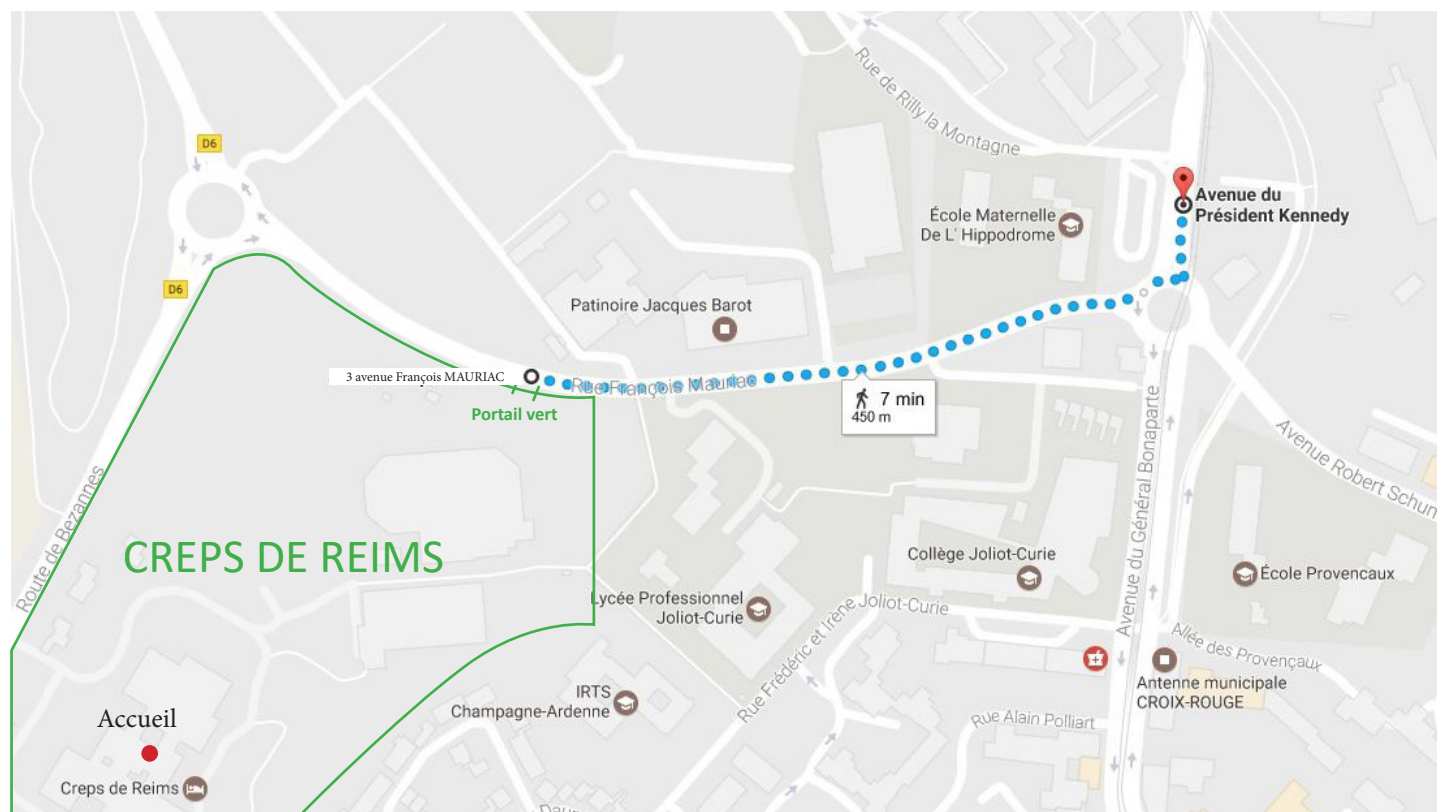 Rue de Rilly la Montagne
D6
Avenue du
Président Kennedy
École Maternelle
De L' Hippodrome
D6
Patinoire Jacques Barot
3 avenue François MAURIAC
Rue François Mauriac
7 min
450 m
Portail vert
Avenue Robert Schun
Avenue du Général Bonaparte
Route de Bezannes
CREPS DE REIMS
Collège Joliot-Curie
École Provencaux
Lycée Professionnel
Joliot-Curie
Rue Frédéric et Irène Joliot-Curie
Allée des Provençaux
Antenne municipale
CROIX-ROUGE
IRTS
Champagne-Ardenne
Rue Alain Polliart
Accueil
Creps de Reims